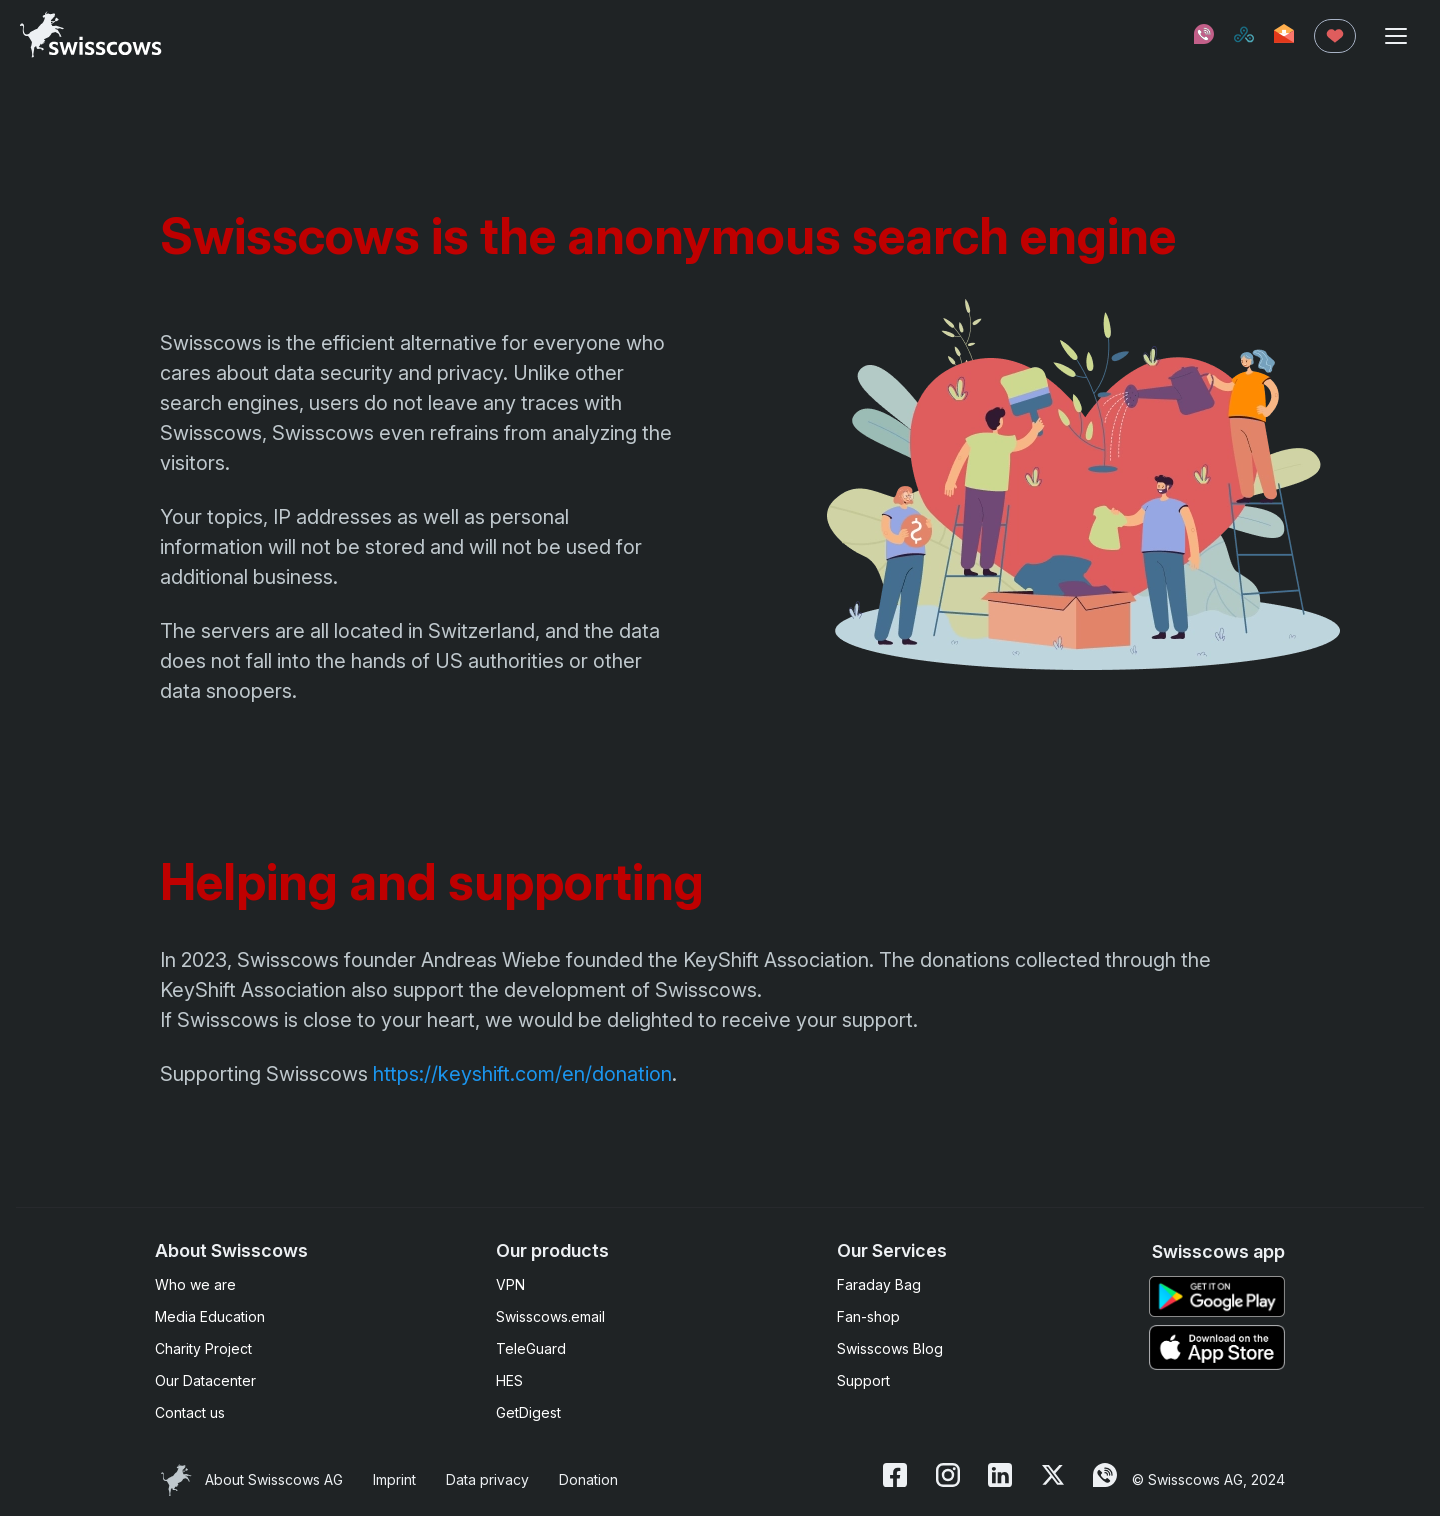 swisscows
Swisscows is the anonymous search engine
Swisscows is the efficient alternative for everyone who
cares about data security and privacy. Unlike other
search engines, users do not leave any traces with
Swisscows, Swisscows even refrains from analyzing the
visitors.
Your topics, IP addresses as well as personal
information will not be stored and will not be used for
additional business.
The servers are all located in Switzerland, and the data
does not fall into the hands of US authorities or other
data snoopers.
Helping and supporting
In 2023, Swisscows founder Andreas Wiebe founded the KeyShift Association. The donations collected through the
KeyShift Association also support the development of Swisscows.
If Swisscows is close to your heart, we would be delighted to receive your support.
Supporting Swisscows https://keyshift.com/en/donation.
About Swisscows
Who we are
Media Education
Charity Project
Our Datacenter
Contact us
Our products
VPN
Swisscows.email
TeleGuard
HES
GetDigest
Our Services
Faraday Bag
Fan-shop
Swisscows Blog
Support
Swisscows app
GET IT ON
Google Play
Download on the
App Store
About Swisscows AG
Imprint
Data privacy
Donation
© Swisscows AG, 2024